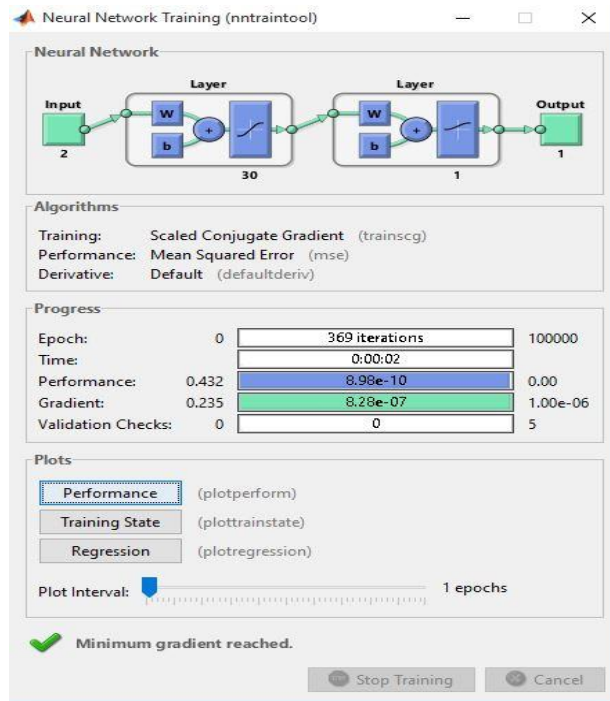 Neural Network Training (nntraintool)
Neural Network
Layer Layer
Input Output
W W
+ +
b b
2 1
30 1
Algorithms
Training: Scaled Conjugate Gradient (trainscg)
Performance: Mean Squared Error (mse)
Derivative: Default (defaultderiv)
Progress
Epoch: 0 369 iterations 100000
Time: 0:00:02
Performance: 0.432 8.98e-10 0.00
Gradient: 0.235 8.28e-07 1.00e-06
Validation Checks: 0 0 5
Plots
Performance (plotperform)
Training State (plottrainstate)
Regression (plotregression)
Plot Interval: 1 epochs
Minimum gradient reached.
Stop Training Cancel